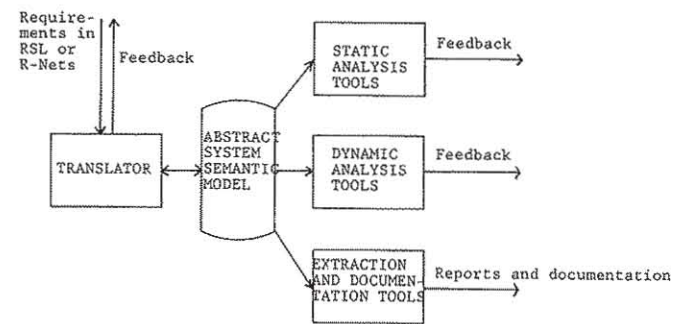 Require-
ments in
RSL or
R-Nets
Feedback
TRANSLATOR
ABSTRACT
SYSTEM
SEMANTIC
MODEL
STATIC
ANALYSIS
TOOLS
Feedback
DYNAMIC
ANALYSIS
TOOLS
Feedback
EXTRACTION
AND DOCUMEN-
TATION TOOLS
Reports and documentation